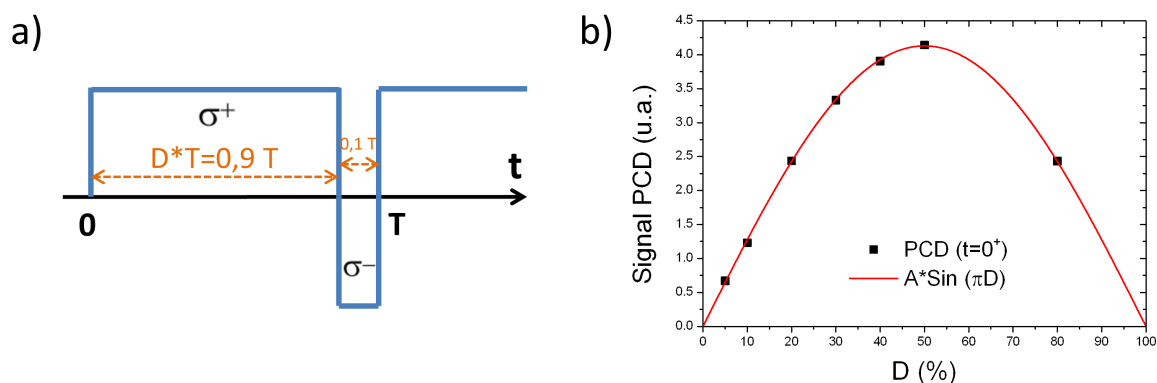 a)
σ+
D*T=0,9 T
0,1 T
t
0
T
σ−
b)
Signal PCD (u.a.)
4.5
4.0
3.5
3.0
2.5
2.0
1.5
1.0
0.5
0.0
PCD (t=0⁺)
A*Sin (πD)
0 10 20 30 40 50 60 70 80 90 100
D (%)